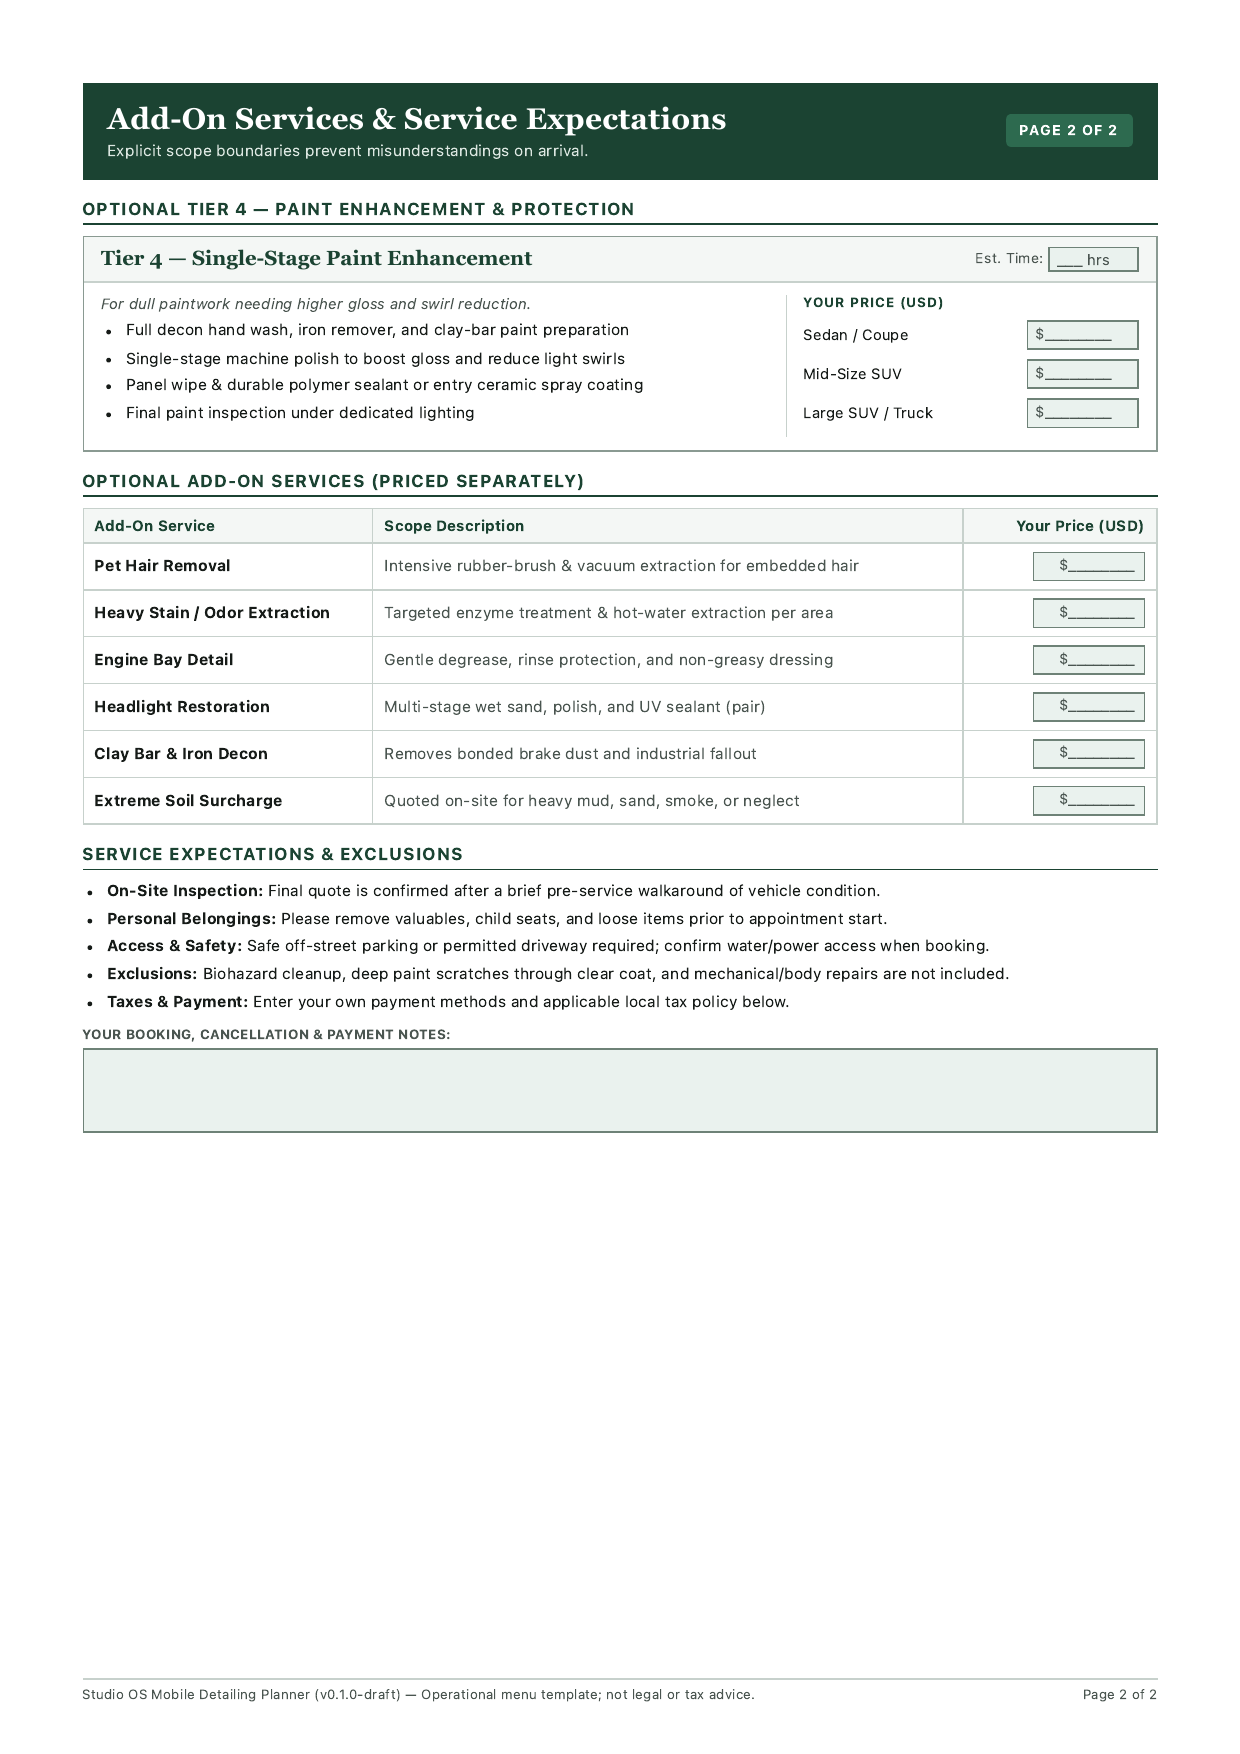 Add-On Services & Service Expectations
Explicit scope boundaries prevent misunderstandings on arrival.
PAGE 2 OF 2
OPTIONAL TIER 4 — PAINT ENHANCEMENT & PROTECTION
Tier 4 — Single-Stage Paint Enhancement
Est. Time: ___ hrs
For dull paintwork needing higher gloss and swirl reduction.
• Full decon hand wash, iron remover, and clay-bar paint preparation
• Single-stage machine polish to boost gloss and reduce light swirls
• Panel wipe & durable polymer sealant or entry ceramic spray coating
• Final paint inspection under dedicated lighting
YOUR PRICE (USD)
Sedan / Coupe $________
Mid-Size SUV $________
Large SUV / Truck $________
OPTIONAL ADD-ON SERVICES (PRICED SEPARATELY)
Add-On Service Scope Description Your Price (USD)
Pet Hair Removal Intensive rubber-brush & vacuum extraction for embedded hair $________
Heavy Stain / Odor Extraction Targeted enzyme treatment & hot-water extraction per area $________
Engine Bay Detail Gentle degrease, rinse protection, and non-greasy dressing $________
Headlight Restoration Multi-stage wet sand, polish, and UV sealant (pair) $________
Clay Bar & Iron Decon Removes bonded brake dust and industrial fallout $________
Extreme Soil Surcharge Quoted on-site for heavy mud, sand, smoke, or neglect $________
SERVICE EXPECTATIONS & EXCLUSIONS
• On-Site Inspection: Final quote is confirmed after a brief pre-service walkaround of vehicle condition.
• Personal Belongings: Please remove valuables, child seats, and loose items prior to appointment start.
• Access & Safety: Safe off-street parking or permitted driveway required; confirm water/power access when booking.
• Exclusions: Biohazard cleanup, deep paint scratches through clear coat, and mechanical/body repairs are not included.
• Taxes & Payment: Enter your own payment methods and applicable local tax policy below.
YOUR BOOKING, CANCELLATION & PAYMENT NOTES:
Studio OS Mobile Detailing Planner (v0.1.0-draft) — Operational menu template; not legal or tax advice.
Page 2 of 2